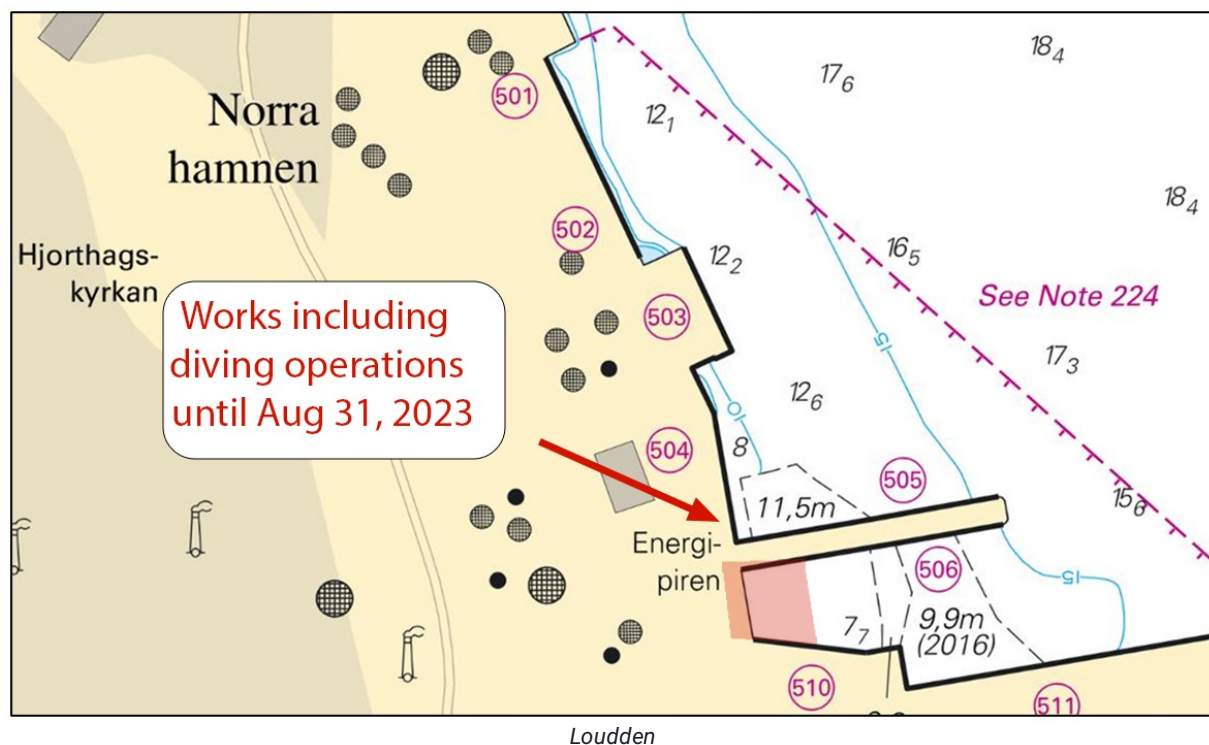 18₄
17₆
501
12₁
Norra
hamnen
18₄
502
16₅
Hjorthags-
kyrkan
12₂
See Note 224
Works including
diving operations
until Aug 31, 2023
503
15
17₃
12₆
10
504
8
505
11,5m
15₆
Energi-
piren
506
15
7₇
9,9m
(2016)
510
511
Loudden